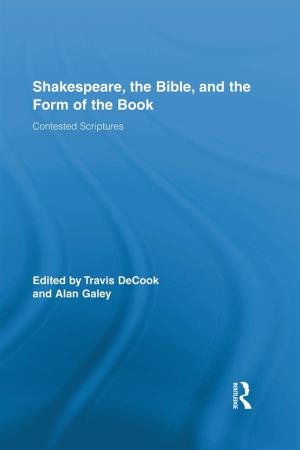 Shakespeare, the Bible, and the
Form of the Book
Contested Scriptures
Edited by Travis DeCook
and Alan Galey
ROUTLEDGE